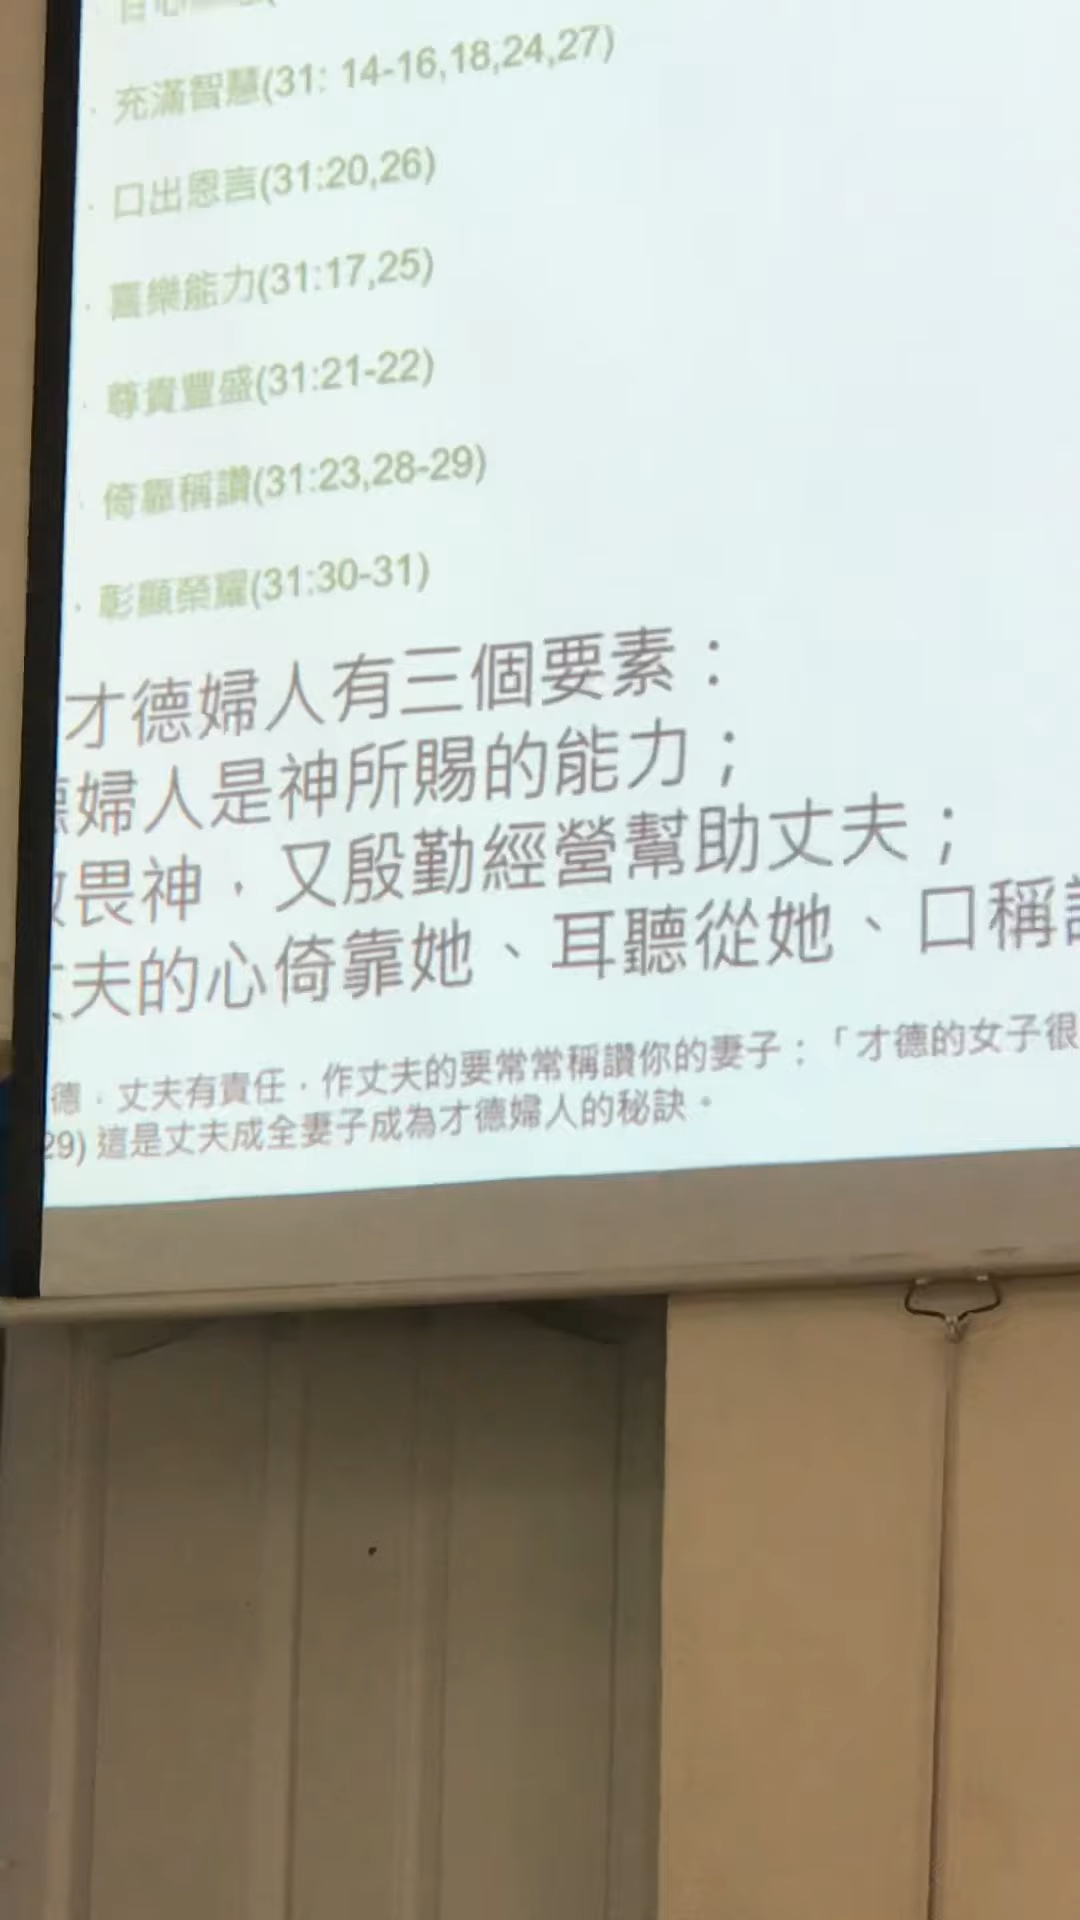 · 充滿智慧(31: 14-16,18,24,27)
· 口出恩言(31:20,26)
· 喜樂能力(31:17,25)
· 尊貴豐盛(31:21-22)
· 倚靠稱讚(31:23,28-29)
· 彰顯榮耀(31:30-31)
才德婦人有三個要素：
婦人是神所賜的能力；
畏神，又殷勤經營幫助丈夫；
夫的心倚靠她、耳聽從她、口稱
德，丈夫有責任，作丈夫的要常常稱讚你的妻子：「才德的女子很
29) 這是丈夫成全妻子成為才德婦人的秘訣。